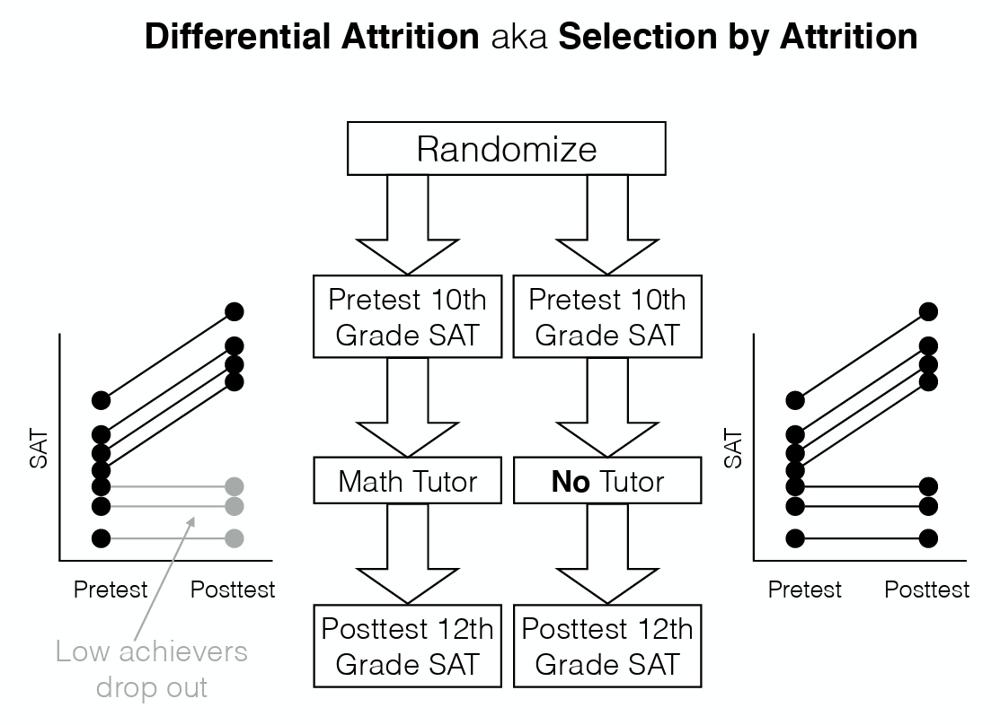 Differential Attrition aka Selection by Attrition
Randomize
Pretest 10th
Grade SAT
Pretest 10th
Grade SAT
Math Tutor
No Tutor
Posttest 12th
Grade SAT
Posttest 12th
Grade SAT
SAT
Pretest
Posttest
Low achievers
drop out
SAT
Pretest
Posttest